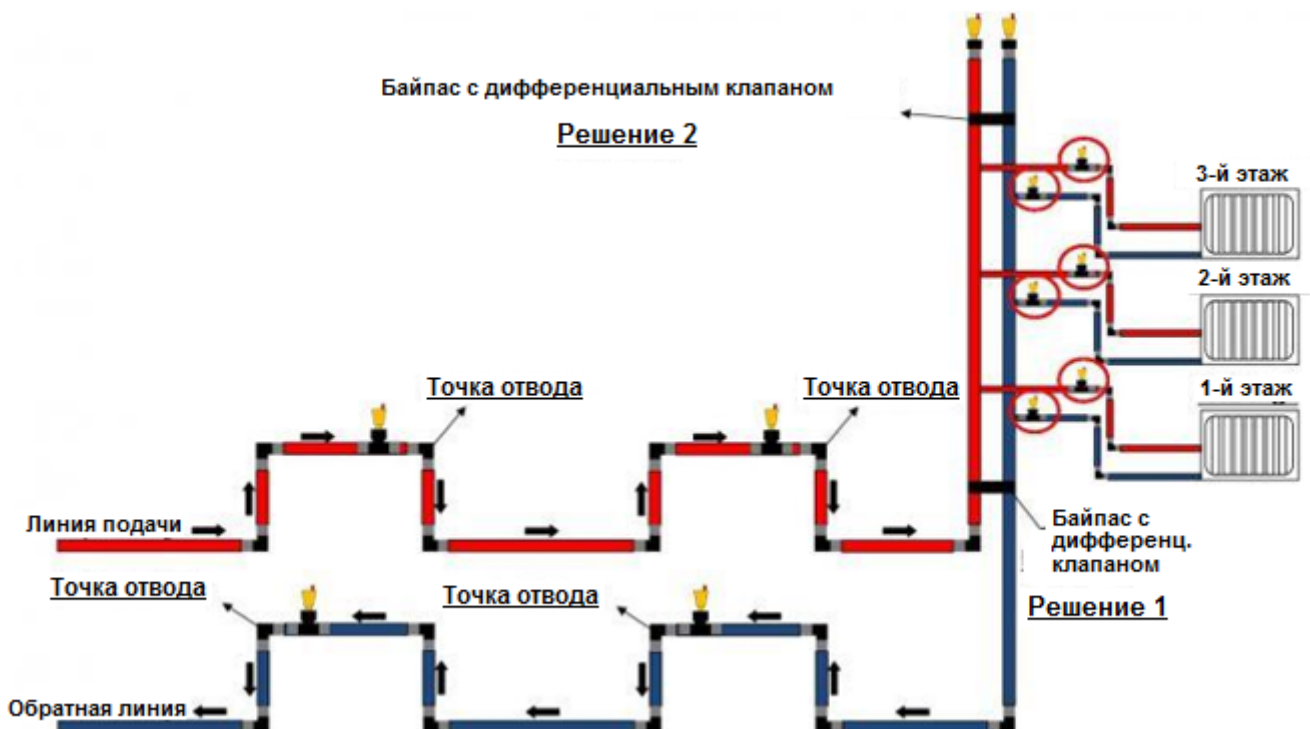 Байпас с дифференциальным клапаном
Решение 2
3-й этаж
2-й этаж
1-й этаж
Точка отвода
Точка отвода
Линия подачи
Байпас с
дифференц.
клапаном
Решение 1
Точка отвода
Точка отвода
Обратная линия